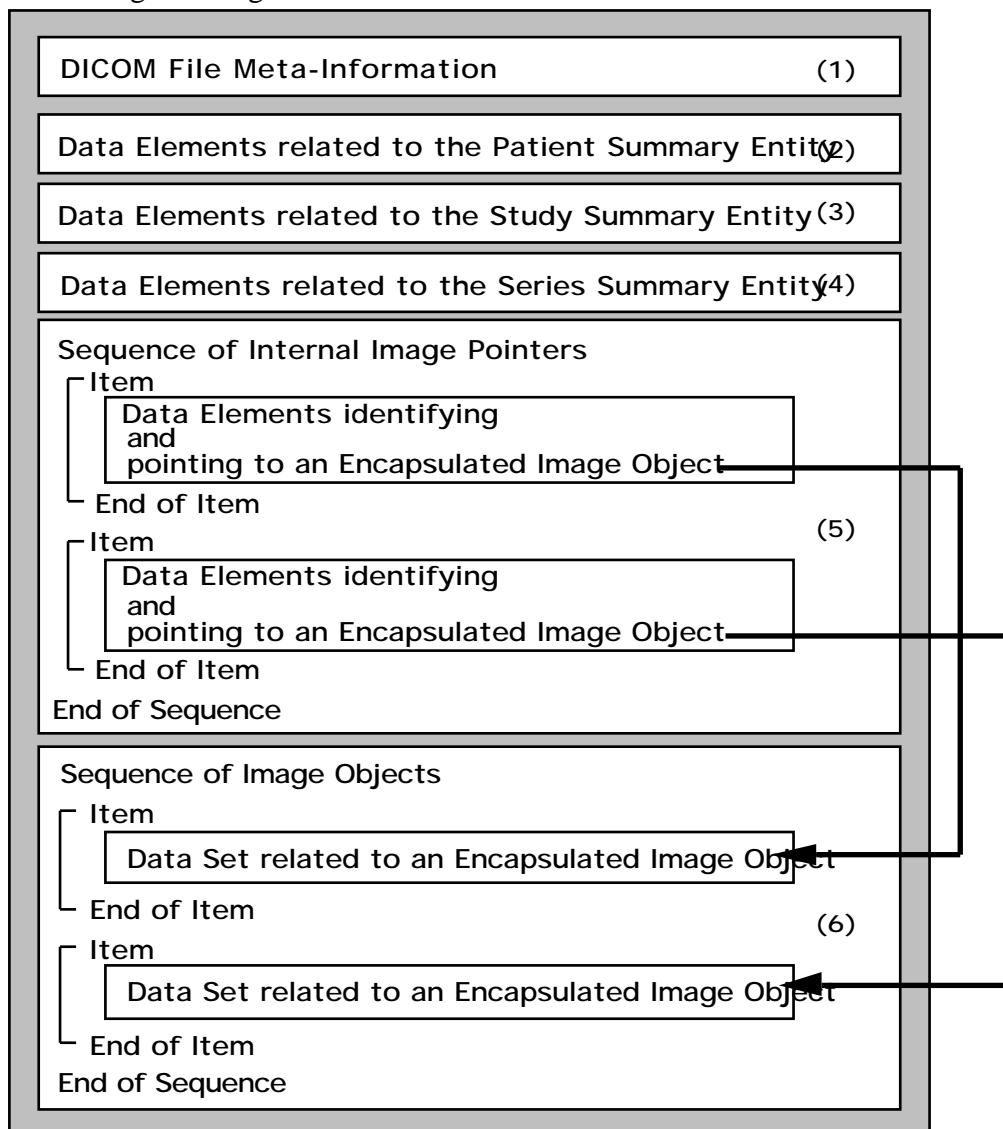 DICOM File Meta-Information (1)
Data Elements related to the Patient Summary Entity (2)
Data Elements related to the Study Summary Entity (3)
Data Elements related to the Series Summary Entity (4)
Sequence of Internal Image Pointers
Item
Data Elements identifying
and
pointing to an Encapsulated Image Object
End of Item
(5)
Item
Data Elements identifying
and
pointing to an Encapsulated Image Object
End of Item
End of Sequence
Sequence of Image Objects
Item
Data Set related to an Encapsulated Image Object
End of Item
(6)
Item
Data Set related to an Encapsulated Image Object
End of Item
End of Sequence